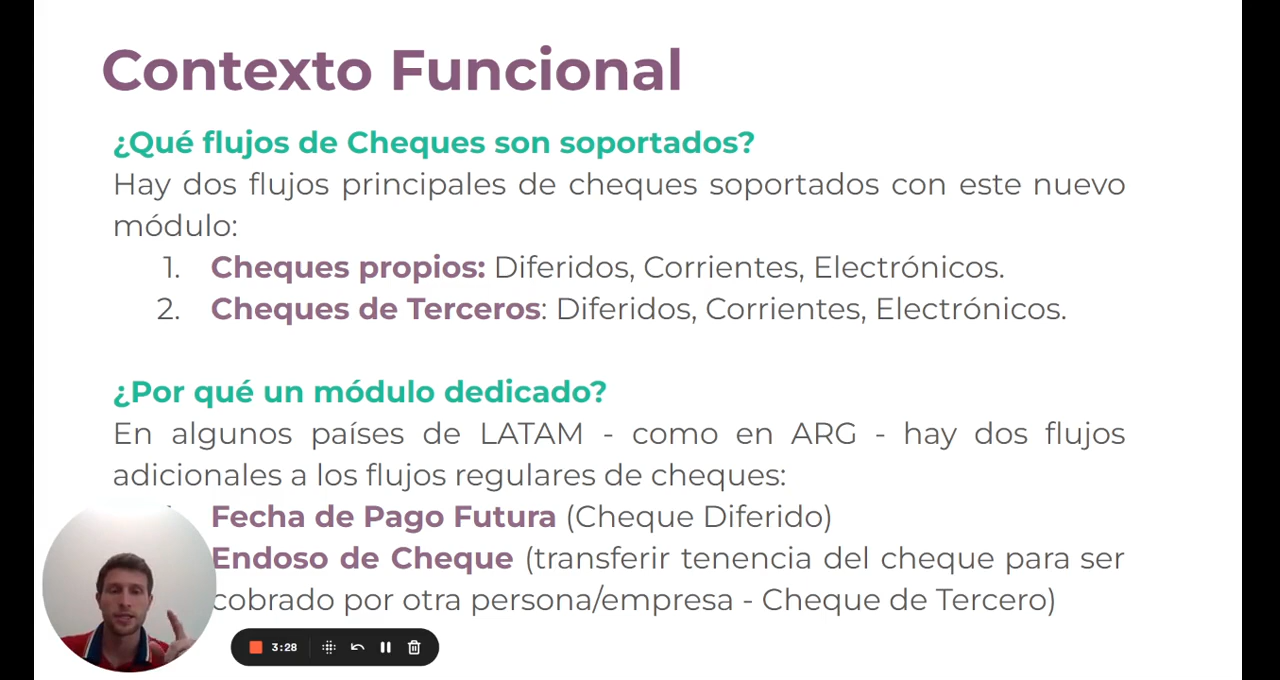 Contexto Funcional
¿Qué flujos de Cheques son soportados?
Hay dos flujos principales de cheques soportados con este nuevo
módulo:
1. Cheques propios: Diferidos, Corrientes, Electrónicos.
2. Cheques de Terceros: Diferidos, Corrientes, Electrónicos.
¿Por qué un módulo dedicado?
En algunos países de LATAM - como en ARG - hay dos flujos
adicionales a los flujos regulares de cheques:
Fecha de Pago Futura (Cheque Diferido)
Endoso de Cheque (transferir tenencia del cheque para ser
cobrado por otra persona/empresa - Cheque de Tercero)
3:28